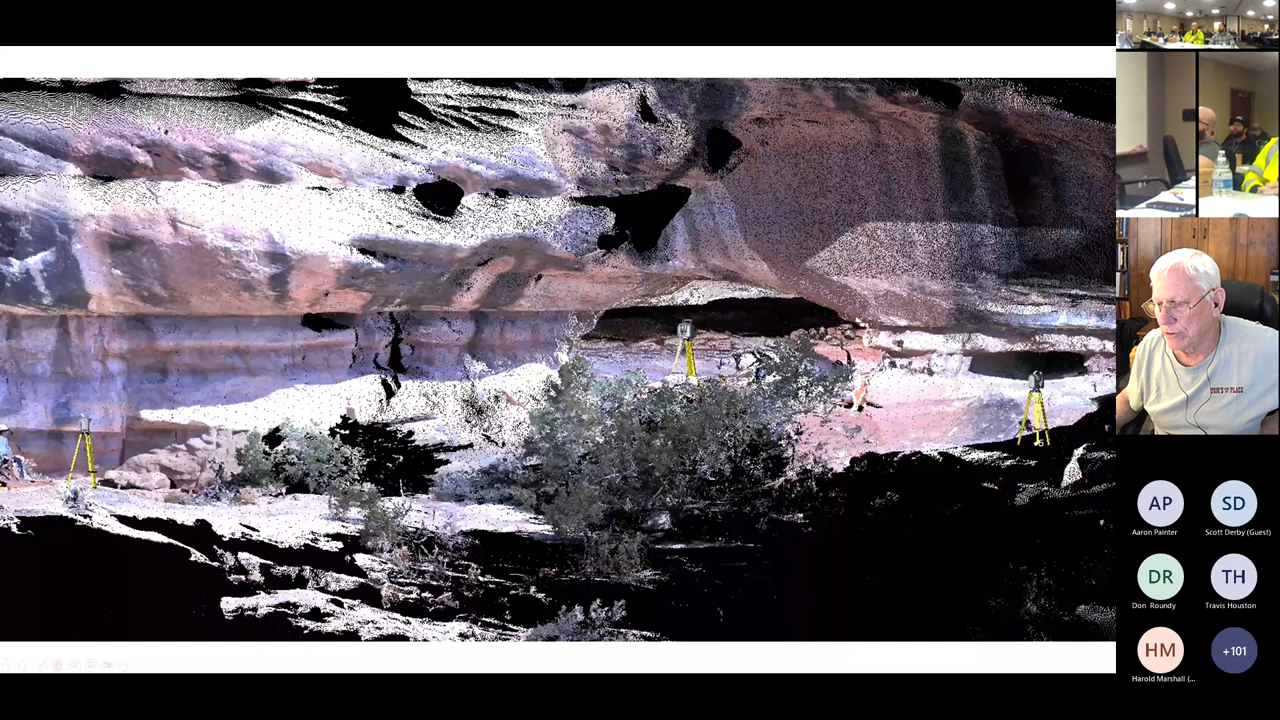 AP
SD
Aaron Painter
Scott Derby (Guest)
DR
TH
Don Roundy
Travis Houston
HM
+101
Harold Marshall (...